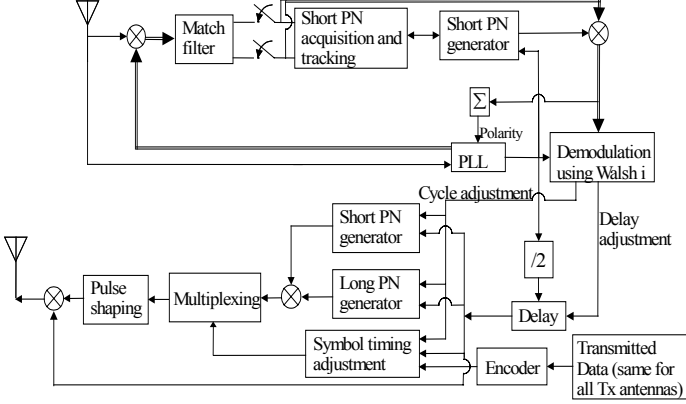 Match
filter
Short PN
acquisition and
tracking
Short PN
generator
Σ
Polarity
PLL
Demodulation
using Walsh i
Cycle adjustment
Delay
adjustment
Short PN
generator
/2
Long PN
generator
Pulse
shaping
Multiplexing
Delay
Symbol timing
adjustment
Encoder
Transmitted
Data (same for
all Tx antennas)